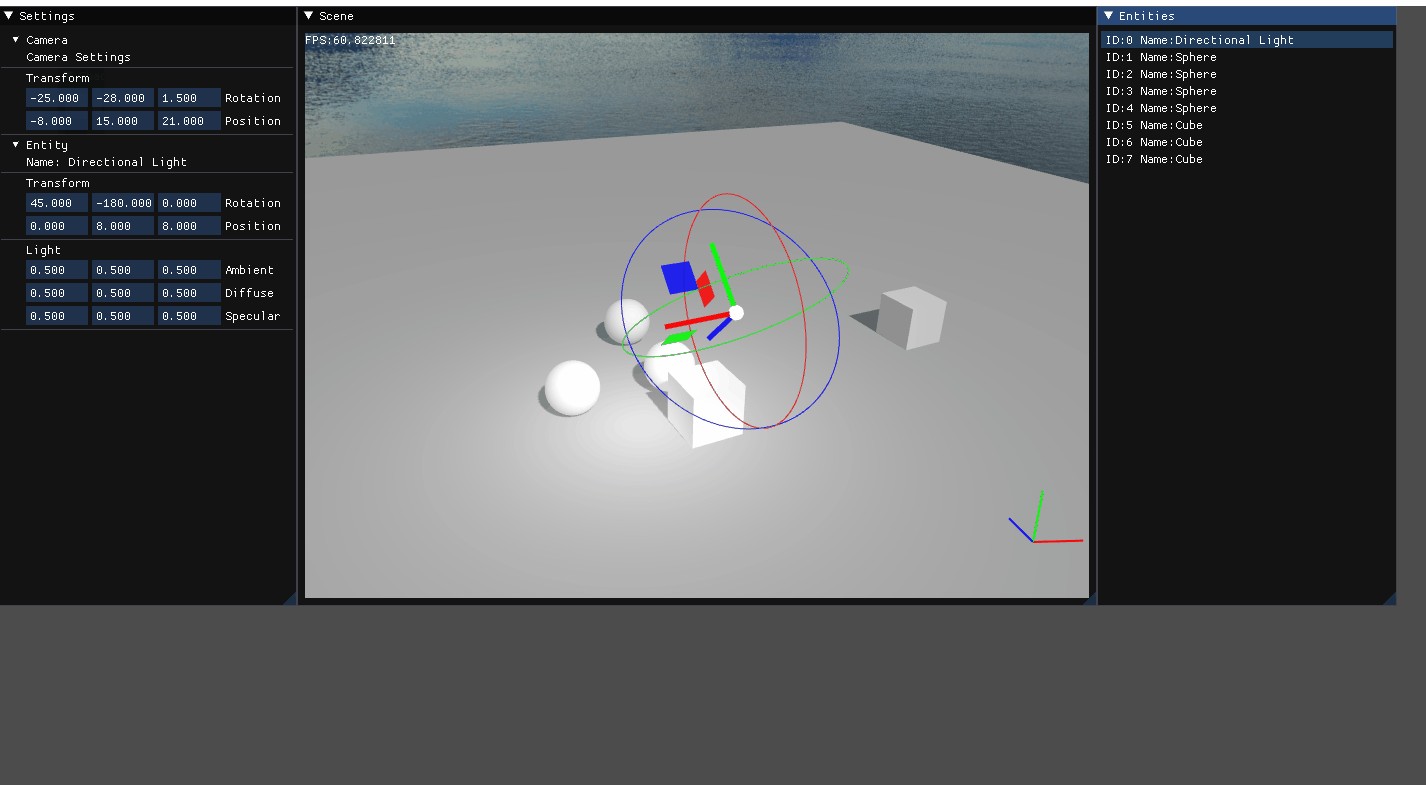 Settings
Camera
Camera Settings
Transform
-25.000 -28.000 1.500 Rotation
-8.000 15.000 21.000 Position
Entity
Name: Directional Light
Transform
45.000 -180.000 0.000 Rotation
0.000 8.000 8.000 Position
Light
0.500 0.500 0.500 Ambient
0.500 0.500 0.500 Diffuse
0.500 0.500 0.500 Specular
Scene
FPS:60.822811
Entities
ID:0 Name:Directional Light
ID:1 Name:Sphere
ID:2 Name:Sphere
ID:3 Name:Sphere
ID:4 Name:Sphere
ID:5 Name:Cube
ID:6 Name:Cube
ID:7 Name:Cube